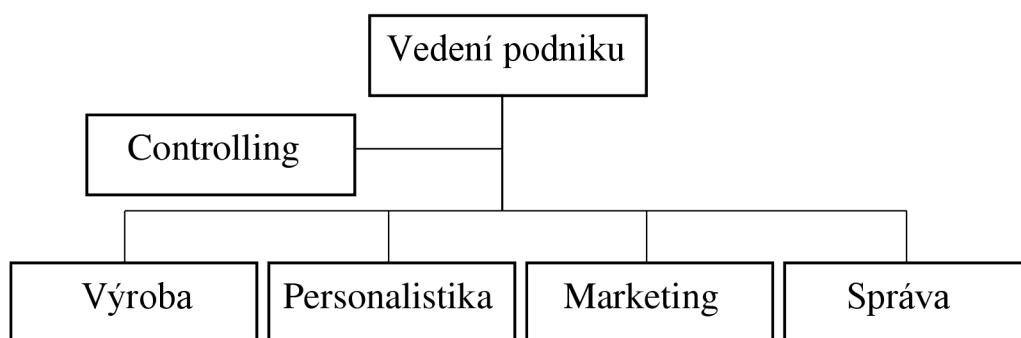 Vedení podniku
Controlling
Výroba
Personalistika
Marketing
Správa